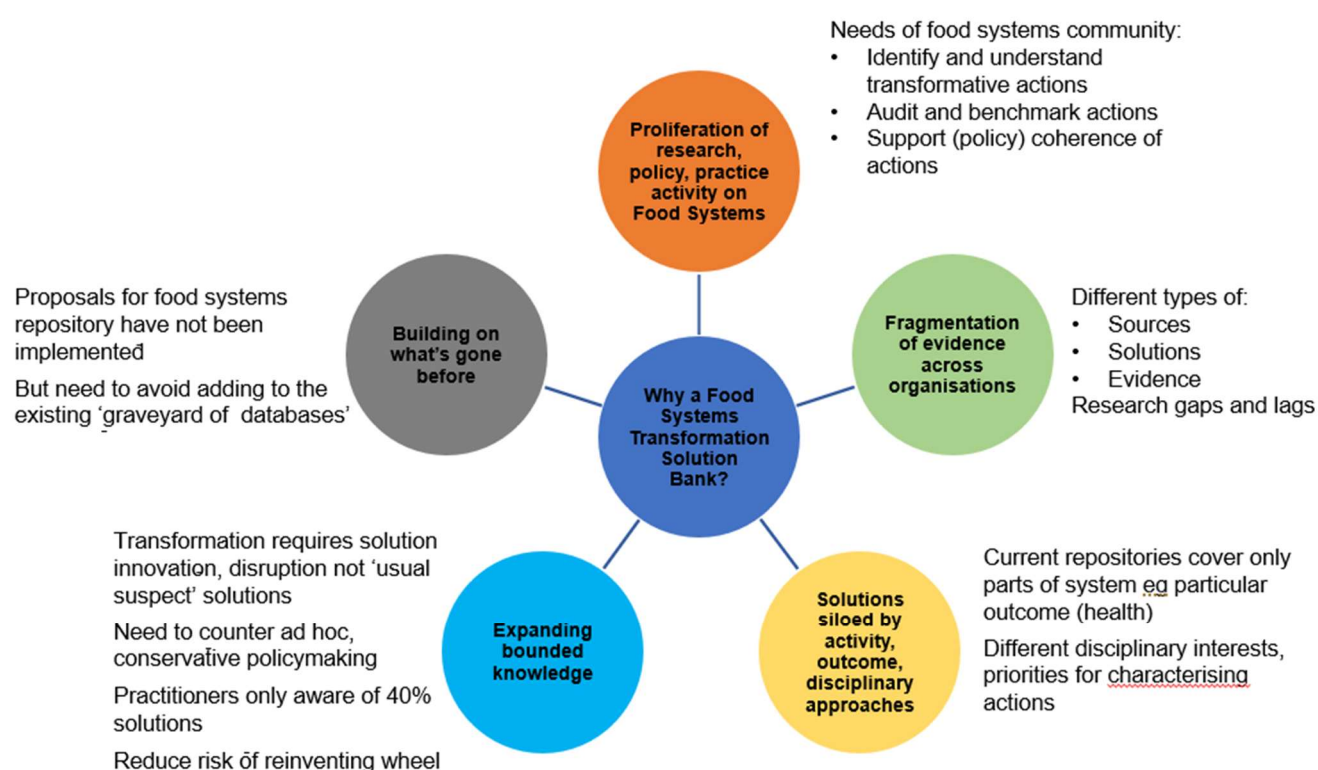 Needs of food systems community:
• Identify and understand
transformative actions
• Audit and benchmark actions
• Support (policy) coherence of
actions
Proliferation of
research,
policy, practice
activity on
Food Systems
Proposals for food systems
repository have not been
implemented
But need to avoid adding to the
existing ‘graveyard of databases’
Building on
what’s gone
before
Fragmentation
of evidence
across
organisations
Different types of:
• Sources
• Solutions
• Evidence
Research gaps and lags
Why a Food
Systems
Transformation
Solution
Bank?
Transformation requires solution
innovation, disruption not ‘usual
suspect’ solutions
Need to counter ad hoc,
conservative policymaking
Practitioners only aware of 40%
solutions
Reduce risk of reinventing wheel
Expanding
bounded
knowledge
Solutions
siloed by
activity,
outcome,
disciplinary
approaches
Current repositories cover only
parts of system eg particular
outcome (health)
Different disciplinary interests,
priorities for characterising
actions